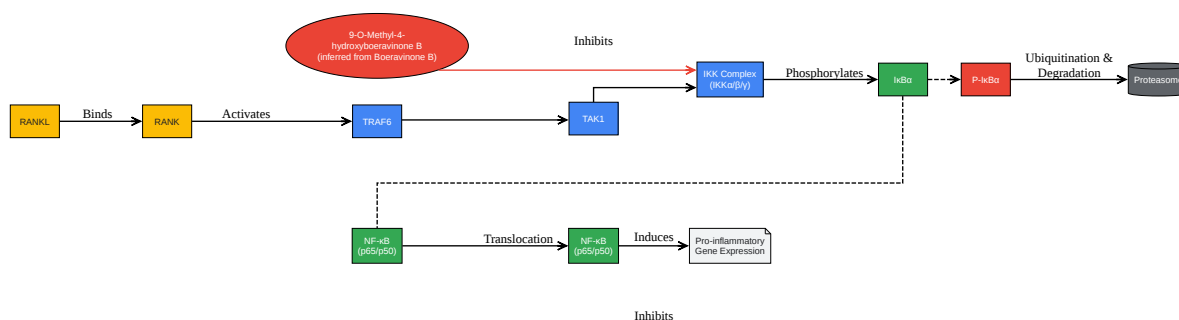 9-O-Methyl-4-
hydroxyboeravinone B
(inferred from Boeravinone B)
Inhibits
IKK Complex
(IKKα/β/γ)
Phosphorylates
IκBα
P-IκBα
Ubiquitination &
Degradation
Proteasome
RANKL
Binds
RANK
Activates
TRAF6
TAK1
NF-κB
(p65/p50)
Translocation
NF-κB
(p65/p50)
Induces
Pro-inflammatory
Gene Expression
Inhibits